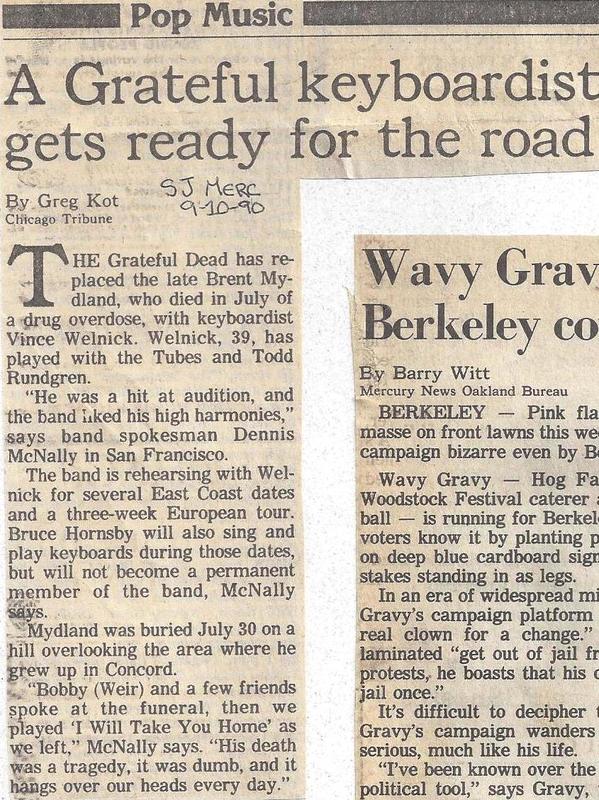 Pop Music
A Grateful keyboardist
gets ready for the road
By Greg Kot
Chicago Tribune
SJ MERC
9-10-90
THE Grateful Dead has re-
placed the late Brent My-
dland, who died in July of
a drug overdose, with keyboardist
Vince Welnick. Welnick, 39, has
played with the Tubes and Todd
Rundgren.
"He was a hit at audition, and
the band liked his high harmonies,"
says band spokesman Dennis
McNally in San Francisco.
The band is rehearsing with Wel-
nick for several East Coast dates
and a three-week European tour.
Bruce Hornsby will also sing and
play keyboards during those dates,
but will not become a permanent
member of the band, McNally
says.
Mydland was buried July 30 on a
hill overlooking the area where he
grew up in Concord.
"Bobby (Weir) and a few friends
spoke at the funeral, then we
played 'I Will Take You Home' as
we left," McNally says. "His death
was a tragedy, it was dumb, and it
hangs over our heads every day."
Wavy Grav
Berkeley co
By Barry Witt
Mercury News Oakland Bureau
BERKELEY — Pink fla
masse on front lawns this we
campaign bizarre even by B
Wavy Gravy — Hog Fa
Woodstock Festival caterer
ball — is running for Berkel
voters know it by planting p
on deep blue cardboard sign
stakes standing in as legs.
In an era of widespread mi
Gravy's campaign platform
real clown for a change."
laminated "get out of jail fr
protests, he boasts that his
jail once."
It's difficult to decipher
Gravy's campaign wanders
serious, much like his life.
"I've been known over the
political tool," says Gravy,